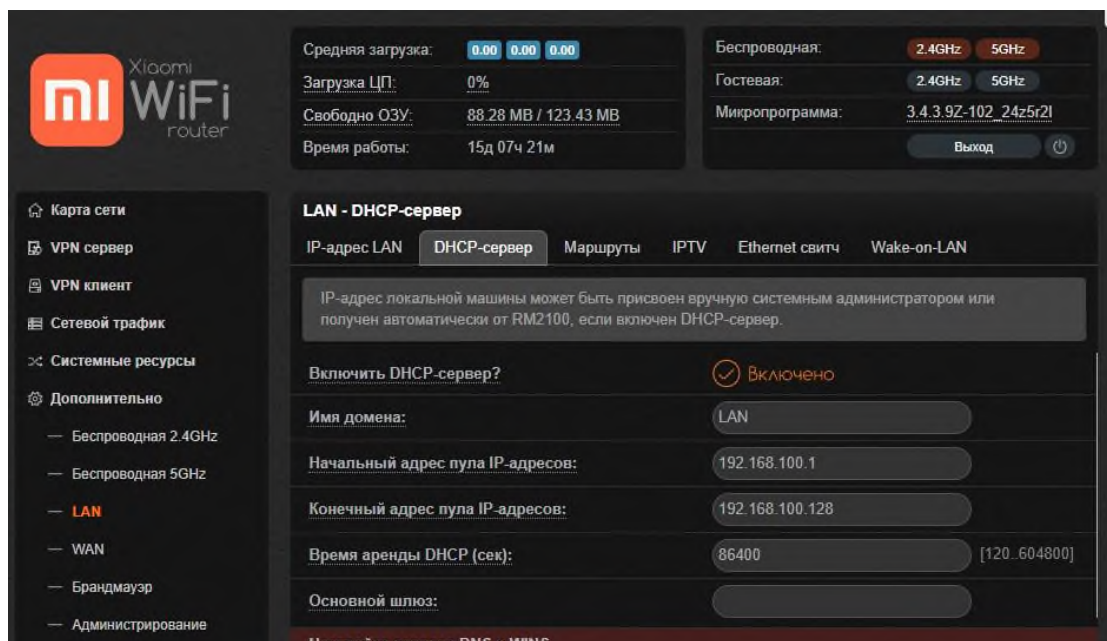 Xiaomi
WiFi
router
Средняя загрузка: 0.00 0.00 0.00
Загрузка ЦП: 0%
Свободно ОЗУ: 88.28 MB / 123.43 MB
Время работы: 15д 07ч 21м
Беспроводная: 2.4GHz 5GHz
Гостевая: 2.4GHz 5GHz
Микропрограмма: 3.4.3.9Z-102_24z5r2l
Выход
Карта сети
VPN сервер
VPN клиент
Сетевой трафик
Системные ресурсы
Дополнительно
— Беспроводная 2.4GHz
— Беспроводная 5GHz
— LAN
— WAN
— Брандмауэр
— Администрирование
LAN - DHCP-сервер
IP-адрес LAN DHCP-сервер Маршруты IPTV Ethernet свитч Wake-on-LAN
IP-адрес локальной машины может быть присвоен вручную системным администратором или
получен автоматически от RM2100, если включен DHCP-сервер.
Включить DHCP-сервер? Включено
Имя домена: LAN
Начальный адрес пула IP-адресов: 192.168.100.1
Конечный адрес пула IP-адресов: 192.168.100.128
Время аренды DHCP (сек): 86400 [120..604800]
Основной шлюз: